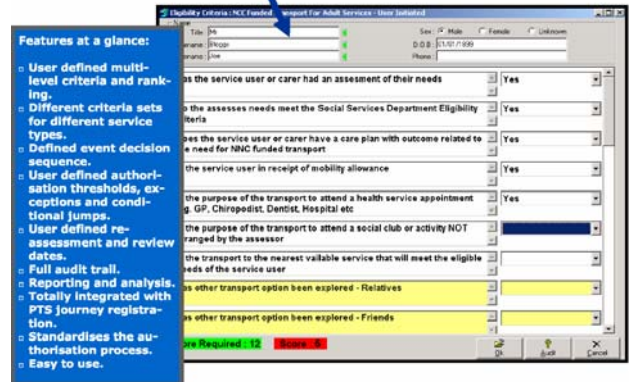 Eligibility Criteria : NCC Funded Transport For Adult Services - User Initiated
Name
Title Mr
Sex: Male Female Unknown
ername: Bloggs
D.O.B: 01/01/1899
ename: Joe
Phone:
Features at a glance:
User defined multi-
level criteria and rank-
ing.
Different criteria sets
for different service
types.
Defined event decision
sequence.
User defined authori-
sation thresholds, ex-
ceptions and condi-
tional jumps.
User defined re-
assessment and review
dates.
Full audit trail.
Reporting and analysis.
Totally integrated with
PTS journey registra-
tion.
Standardises the au-
thorisation process.
Easy to use.
as the service user or carer had an assesment of their needs Yes
o the assesses needs meet the Social Services Department Eligibility Yes
iteria
oes the service user or carer have a care plan with outcome related to Yes
e need for NNC funded transport
the service user in receipt of mobility allowance Yes
the purpose of the transport to attend a health service appointment Yes
g. GP, Chiropodist, Dentist, Hospital etc
the purpose of the transport to attend a social club or activity NOT
ranged by the assessor
the transport to the nearest vailable service that will meet the eligible
eeds of the service user
as other transport option been explored - Relatives
as other transport option been explored - Friends
ore Required : 12 Score : 6
Ok Audit Cancel